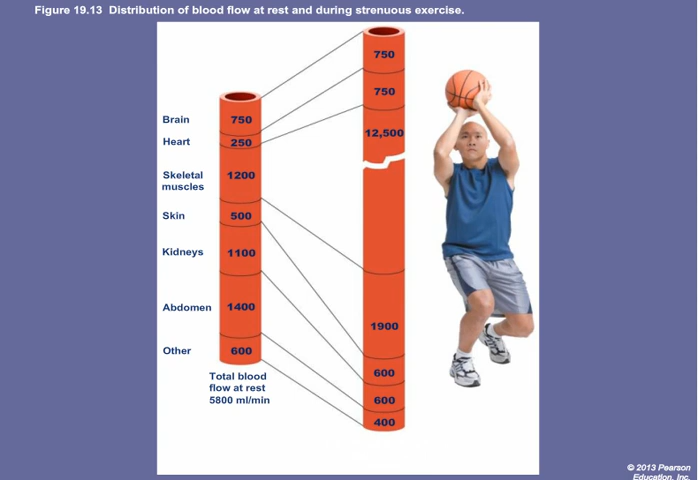 Figure 19.13 Distribution of blood flow at rest and during strenuous exercise.
Brain
750
Heart
250
Skeletal
muscles
1200
Skin
500
Kidneys
1100
Abdomen
1400
Other
600
Total blood
flow at rest
5800 ml/min
750
750
12,500
1900
600
600
400
© 2013 Pearson
Education, Inc.